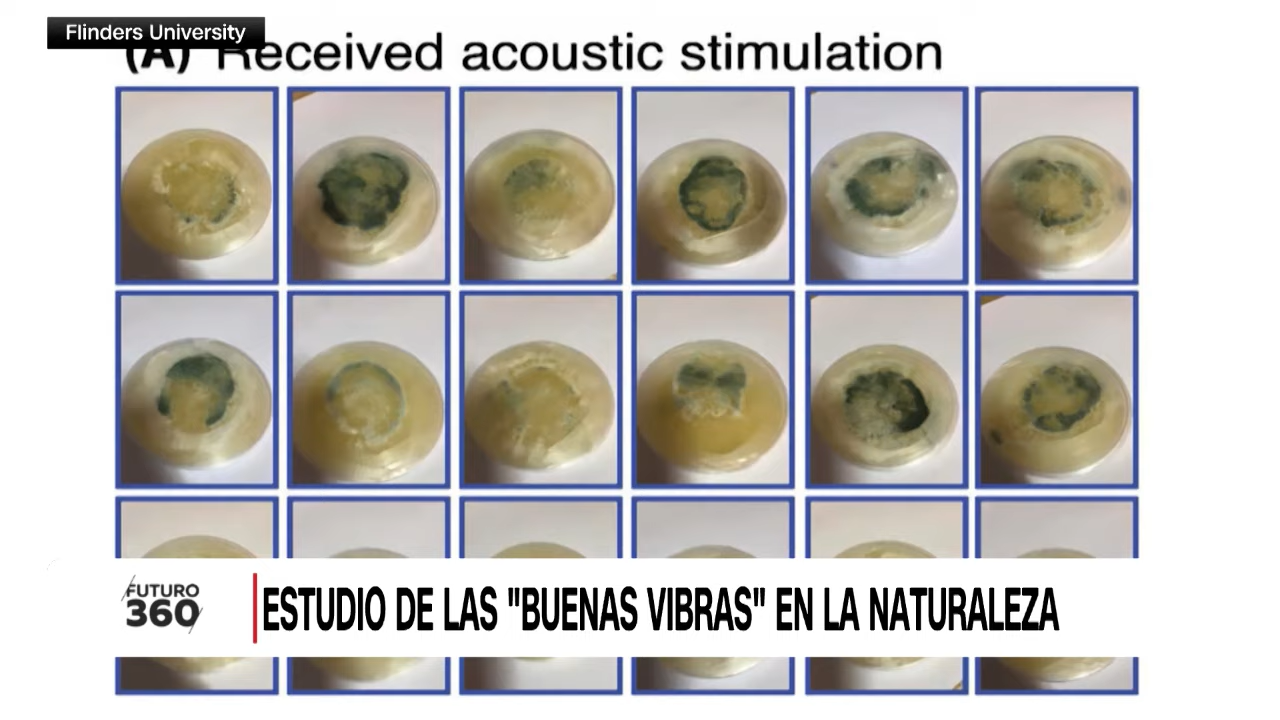 Flinders University
(A) Received acoustic stimulation
FUTURO
360
ESTUDIO DE LAS "BUENAS VIBRAS" EN LA NATURALEZA